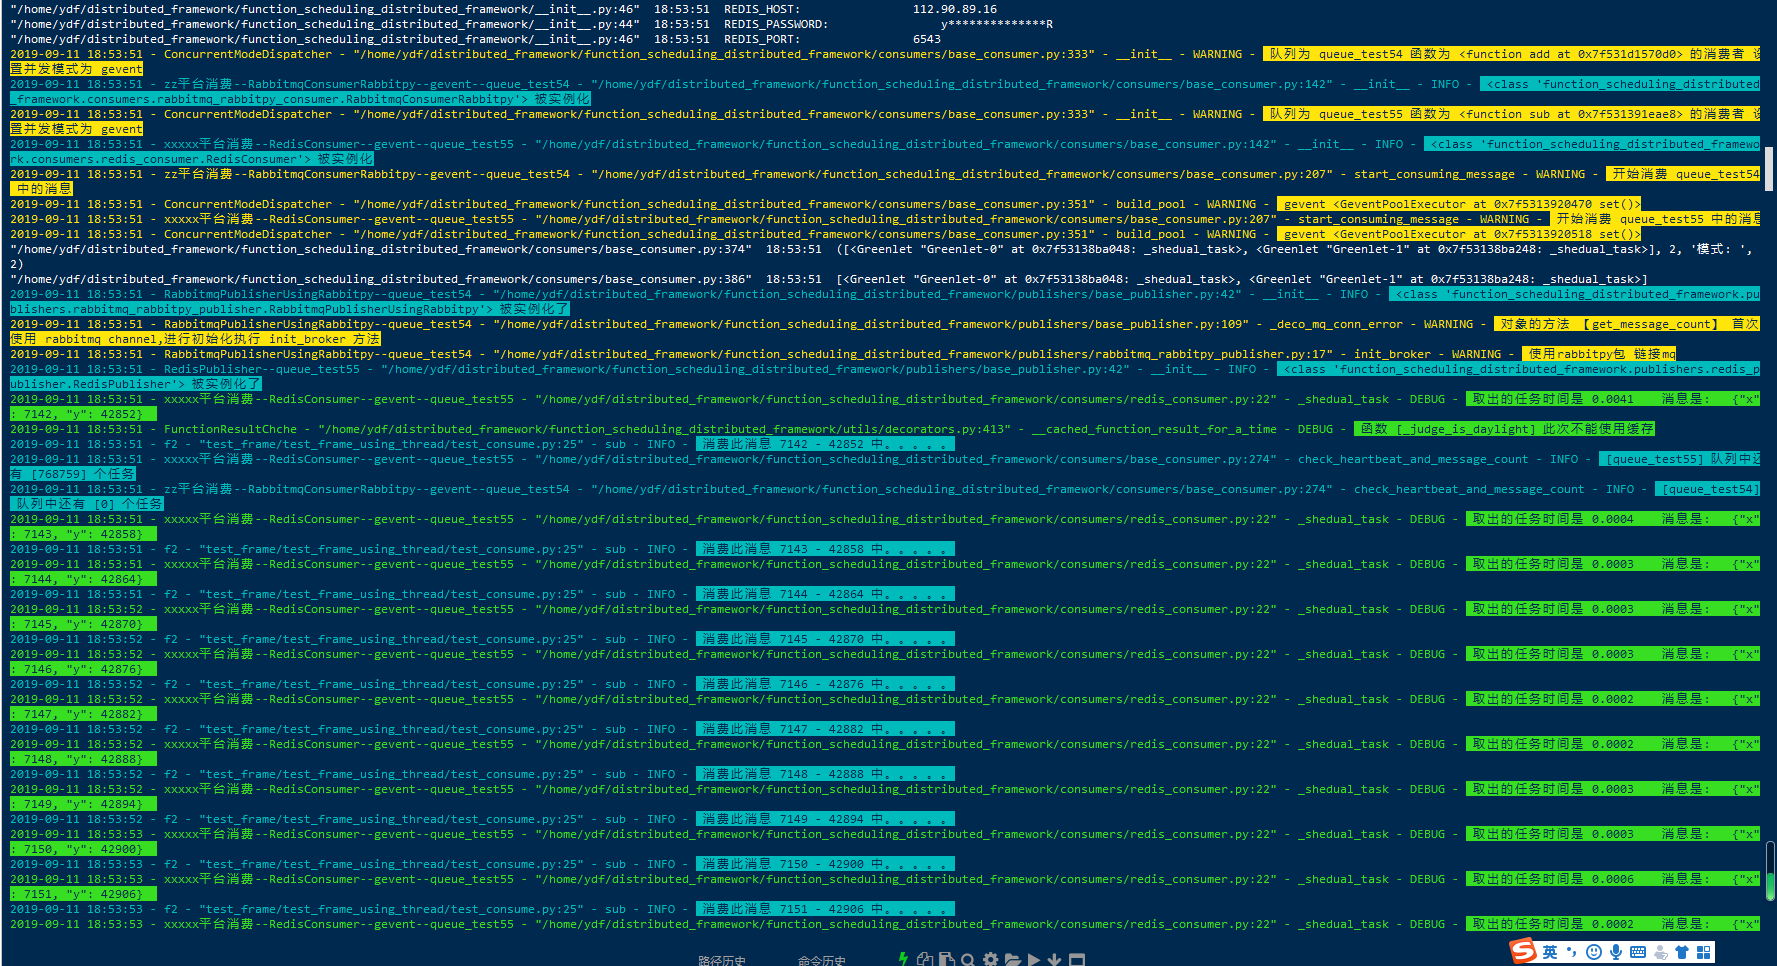 "/home/ydf/distributed_framework/function_scheduling_distributed_framework/__init__.py:46"  18:53:51  REDIS_HOST:                112.90.89.16
"/home/ydf/distributed_framework/function_scheduling_distributed_framework/__init__.py:44"  18:53:51  REDIS_PASSWORD:                y**************R
"/home/ydf/distributed_framework/function_scheduling_distributed_framework/__init__.py:46"  18:53:51  REDIS_PORT:                6543
2019-09-11 18:53:51 - ConcurrentModeDispatcher - "/home/ydf/distributed_framework/function_scheduling_distributed_framework/consumers/base_consumer.py:333" - __init__ - WARNING -  队列为 queue_test54 函数为 <function add at 0x7f531d1570d0> 的消费者 设
置并发模式为 gevent
2019-09-11 18:53:51 - zz平台消费--RabbitmqConsumerRabbitpy--gevent--queue_test54 - "/home/ydf/distributed_framework/function_scheduling_distributed_framework/consumers/base_consumer.py:142" - __init__ - INFO -  <class 'function_scheduling_distributed
_framework.consumers.rabbitmq_rabbitpy_consumer.RabbitmqConsumerRabbitpy'> 被实例化
2019-09-11 18:53:51 - ConcurrentModeDispatcher - "/home/ydf/distributed_framework/function_scheduling_distributed_framework/consumers/base_consumer.py:333" - __init__ - WARNING -  队列为 queue_test55 函数为 <function sub at 0x7f531391eae8> 的消费者 设
置并发模式为 gevent
2019-09-11 18:53:51 - xxxxx平台消费--RedisConsumer--gevent--queue_test55 - "/home/ydf/distributed_framework/function_scheduling_distributed_framework/consumers/base_consumer.py:142" - __init__ - INFO -  <class 'function_scheduling_distributed_framewo
rk.consumers.redis_consumer.RedisConsumer'> 被实例化
2019-09-11 18:53:51 - zz平台消费--RabbitmqConsumerRabbitpy--gevent--queue_test54 - "/home/ydf/distributed_framework/function_scheduling_distributed_framework/consumers/base_consumer.py:207" - start_consuming_message - WARNING -  开始消费 queue_test54
中的消息
2019-09-11 18:53:51 - ConcurrentModeDispatcher - "/home/ydf/distributed_framework/function_scheduling_distributed_framework/consumers/base_consumer.py:351" - build_pool - WARNING -  gevent <GeventPoolExecutor at 0x7f5313920470 set()>
2019-09-11 18:53:51 - xxxxx平台消费--RedisConsumer--gevent--queue_test55 - "/home/ydf/distributed_framework/function_scheduling_distributed_framework/consumers/base_consumer.py:207" - start_consuming_message - WARNING -  开始消费 queue_test55 中的消息
2019-09-11 18:53:51 - ConcurrentModeDispatcher - "/home/ydf/distributed_framework/function_scheduling_distributed_framework/consumers/base_consumer.py:351" - build_pool - WARNING -  gevent <GeventPoolExecutor at 0x7f5313920518 set()>
"/home/ydf/distributed_framework/function_scheduling_distributed_framework/consumers/base_consumer.py:374"  18:53:51  ([<Greenlet "Greenlet-0" at 0x7f53138ba048: _shedual_task>, <Greenlet "Greenlet-1" at 0x7f53138ba248: _shedual_task>], 2, '模式: ',
2)
"/home/ydf/distributed_framework/function_scheduling_distributed_framework/consumers/base_consumer.py:386"  18:53:51  [<Greenlet "Greenlet-0" at 0x7f53138ba048: _shedual_task>, <Greenlet "Greenlet-1" at 0x7f53138ba248: _shedual_task>]
2019-09-11 18:53:51 - RabbitmqPublisherUsingRabbitpy--queue_test54 - "/home/ydf/distributed_framework/function_scheduling_distributed_framework/publishers/base_publisher.py:42" - __init__ - INFO -  <class 'function_scheduling_distributed_framework.pu
blishers.rabbitmq_rabbitpy_publisher.RabbitmqPublisherUsingRabbitpy'> 被实例化了
2019-09-11 18:53:51 - RabbitmqPublisherUsingRabbitpy--queue_test54 - "/home/ydf/distributed_framework/function_scheduling_distributed_framework/publishers/base_publisher.py:109" - _deco_mq_conn_error - WARNING -  对象的方法 【get_message_count】 首次
使用 rabbitmq channel,进行初始化执行 init_broker 方法
2019-09-11 18:53:51 - RabbitmqPublisherUsingRabbitpy--queue_test54 - "/home/ydf/distributed_framework/function_scheduling_distributed_framework/publishers/rabbitmq_rabbitpy_publisher.py:17" - init_broker - WARNING -  使用rabbitpy包 链接mq
2019-09-11 18:53:51 - RedisPublisher--queue_test55 - "/home/ydf/distributed_framework/function_scheduling_distributed_framework/publishers/base_publisher.py:42" - __init__ - INFO -  <class 'function_scheduling_distributed_framework.publishers.redis_p
ublisher.RedisPublisher'> 被实例化了
2019-09-11 18:53:51 - xxxxx平台消费--RedisConsumer--gevent--queue_test55 - "/home/ydf/distributed_framework/function_scheduling_distributed_framework/consumers/redis_consumer.py:22" - _shedual_task - DEBUG -  取出的任务时间是 0.0041   消息是:   {"x"
: 7142, "y": 42852}
2019-09-11 18:53:51 - FunctionResultChche - "/home/ydf/distributed_framework/function_scheduling_distributed_framework/utils/decorators.py:413" - __cached_function_result_for_a_time - DEBUG -  函数 [_judge_is_daylight] 此次不能使用缓存
2019-09-11 18:53:51 - f2 - "test_frame/test_frame_using_thread/test_consume.py:25" - sub - INFO -  消费此消息 7142 - 42852 中。。。。。
2019-09-11 18:53:51 - xxxxx平台消费--RedisConsumer--gevent--queue_test55 - "/home/ydf/distributed_framework/function_scheduling_distributed_framework/consumers/base_consumer.py:274" - check_heartbeat_and_message_count - INFO -  [queue_test55] 队列中还
有 [768759] 个任务
2019-09-11 18:53:51 - zz平台消费--RabbitmqConsumerRabbitpy--gevent--queue_test54 - "/home/ydf/distributed_framework/function_scheduling_distributed_framework/consumers/base_consumer.py:274" - check_heartbeat_and_message_count - INFO -  [queue_test54]
队列中还有 [0] 个任务
2019-09-11 18:53:51 - xxxxx平台消费--RedisConsumer--gevent--queue_test55 - "/home/ydf/distributed_framework/function_scheduling_distributed_framework/consumers/redis_consumer.py:22" - _shedual_task - DEBUG -  取出的任务时间是 0.0004   消息是:   {"x"
: 7143, "y": 42858}
2019-09-11 18:53:51 - f2 - "test_frame/test_frame_using_thread/test_consume.py:25" - sub - INFO -  消费此消息 7143 - 42858 中。。。。。
2019-09-11 18:53:51 - xxxxx平台消费--RedisConsumer--gevent--queue_test55 - "/home/ydf/distributed_framework/function_scheduling_distributed_framework/consumers/redis_consumer.py:22" - _shedual_task - DEBUG -  取出的任务时间是 0.0003   消息是:   {"x"
: 7144, "y": 42864}
2019-09-11 18:53:51 - f2 - "test_frame/test_frame_using_thread/test_consume.py:25" - sub - INFO -  消费此消息 7144 - 42864 中。。。。。
2019-09-11 18:53:52 - xxxxx平台消费--RedisConsumer--gevent--queue_test55 - "/home/ydf/distributed_framework/function_scheduling_distributed_framework/consumers/redis_consumer.py:22" - _shedual_task - DEBUG -  取出的任务时间是 0.0003   消息是:   {"x"
: 7145, "y": 42870}
2019-09-11 18:53:52 - f2 - "test_frame/test_frame_using_thread/test_consume.py:25" - sub - INFO -  消费此消息 7145 - 42870 中。。。。。
2019-09-11 18:53:52 - xxxxx平台消费--RedisConsumer--gevent--queue_test55 - "/home/ydf/distributed_framework/function_scheduling_distributed_framework/consumers/redis_consumer.py:22" - _shedual_task - DEBUG -  取出的任务时间是 0.0003   消息是:   {"x"
: 7146, "y": 42876}
2019-09-11 18:53:52 - f2 - "test_frame/test_frame_using_thread/test_consume.py:25" - sub - INFO -  消费此消息 7146 - 42876 中。。。。。
2019-09-11 18:53:52 - xxxxx平台消费--RedisConsumer--gevent--queue_test55 - "/home/ydf/distributed_framework/function_scheduling_distributed_framework/consumers/redis_consumer.py:22" - _shedual_task - DEBUG -  取出的任务时间是 0.0002   消息是:   {"x"
: 7147, "y": 42882}
2019-09-11 18:53:52 - f2 - "test_frame/test_frame_using_thread/test_consume.py:25" - sub - INFO -  消费此消息 7147 - 42882 中。。。。。
2019-09-11 18:53:52 - xxxxx平台消费--RedisConsumer--gevent--queue_test55 - "/home/ydf/distributed_framework/function_scheduling_distributed_framework/consumers/redis_consumer.py:22" - _shedual_task - DEBUG -  取出的任务时间是 0.0002   消息是:   {"x"
: 7148, "y": 42888}
2019-09-11 18:53:52 - f2 - "test_frame/test_frame_using_thread/test_consume.py:25" - sub - INFO -  消费此消息 7148 - 42888 中。。。。。
2019-09-11 18:53:52 - xxxxx平台消费--RedisConsumer--gevent--queue_test55 - "/home/ydf/distributed_framework/function_scheduling_distributed_framework/consumers/redis_consumer.py:22" - _shedual_task - DEBUG -  取出的任务时间是 0.0003   消息是:   {"x"
: 7149, "y": 42894}
2019-09-11 18:53:52 - f2 - "test_frame/test_frame_using_thread/test_consume.py:25" - sub - INFO -  消费此消息 7149 - 42894 中。。。。。
2019-09-11 18:53:53 - xxxxx平台消费--RedisConsumer--gevent--queue_test55 - "/home/ydf/distributed_framework/function_scheduling_distributed_framework/consumers/redis_consumer.py:22" - _shedual_task - DEBUG -  取出的任务时间是 0.0003   消息是:   {"x"
: 7150, "y": 42900}
2019-09-11 18:53:53 - f2 - "test_frame/test_frame_using_thread/test_consume.py:25" - sub - INFO -  消费此消息 7150 - 42900 中。。。。。
2019-09-11 18:53:53 - xxxxx平台消费--RedisConsumer--gevent--queue_test55 - "/home/ydf/distributed_framework/function_scheduling_distributed_framework/consumers/redis_consumer.py:22" - _shedual_task - DEBUG -  取出的任务时间是 0.0006   消息是:   {"x"
: 7151, "y": 42906}
2019-09-11 18:53:53 - f2 - "test_frame/test_frame_using_thread/test_consume.py:25" - sub - INFO -  消费此消息 7151 - 42906 中。。。。。
2019-09-11 18:53:53 - xxxxx平台消费--RedisConsumer--gevent--queue_test55 - "/home/ydf/distributed_framework/function_scheduling_distributed_framework/consumers/redis_consumer.py:22" - _shedual_task - DEBUG -  取出的任务时间是 0.0002   消息是:   {"x"
英
路径历史 命令历史